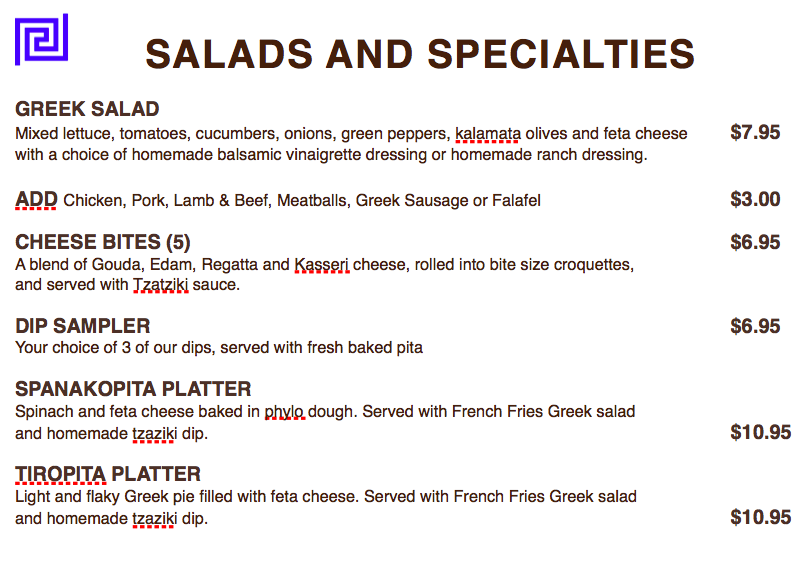 SALADS AND SPECIALTIES
GREEK SALAD
Mixed lettuce, tomatoes, cucumbers, onions, green peppers, kalamata olives and feta cheese $7.95
with a choice of homemade balsamic vinaigrette dressing or homemade ranch dressing.
ADD Chicken, Pork, Lamb & Beef, Meatballs, Greek Sausage or Falafel $3.00
CHEESE BITES (5) $6.95
A blend of Gouda, Edam, Regatta and Kasseri cheese, rolled into bite size croquettes,
and served with Tzatziki sauce.
DIP SAMPLER $6.95
Your choice of 3 of our dips, served with fresh baked pita
SPANAKOPITA PLATTER
Spinach and feta cheese baked in phylo dough. Served with French Fries Greek salad
and homemade tzaziki dip. $10.95
TIROPITA PLATTER
Light and flaky Greek pie filled with feta cheese. Served with French Fries Greek salad
and homemade tzaziki dip. $10.95